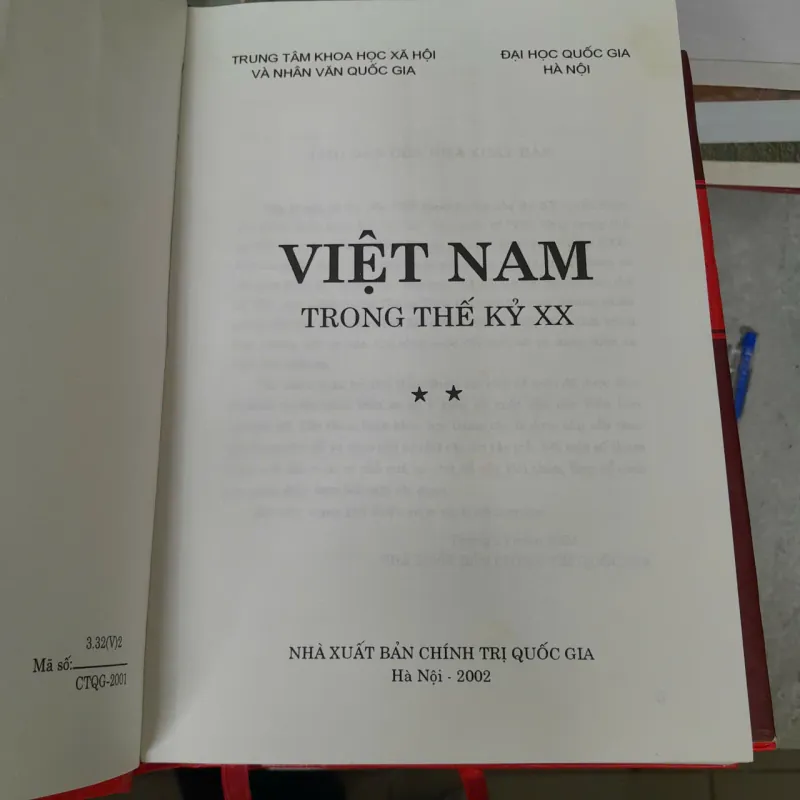 TRUNG TÂM KHOA HỌC XÃ HỘI
VÀ NHÂN VĂN QUỐC GIA
ĐẠI HỌC QUỐC GIA
HÀ NỘI
VIỆT NAM
TRONG THẾ KỶ XX
★ ★
3.32(V)2
Mã số:
CTQG-2001
NHÀ XUẤT BẢN CHÍNH TRỊ QUỐC GIA
Hà Nội - 2002